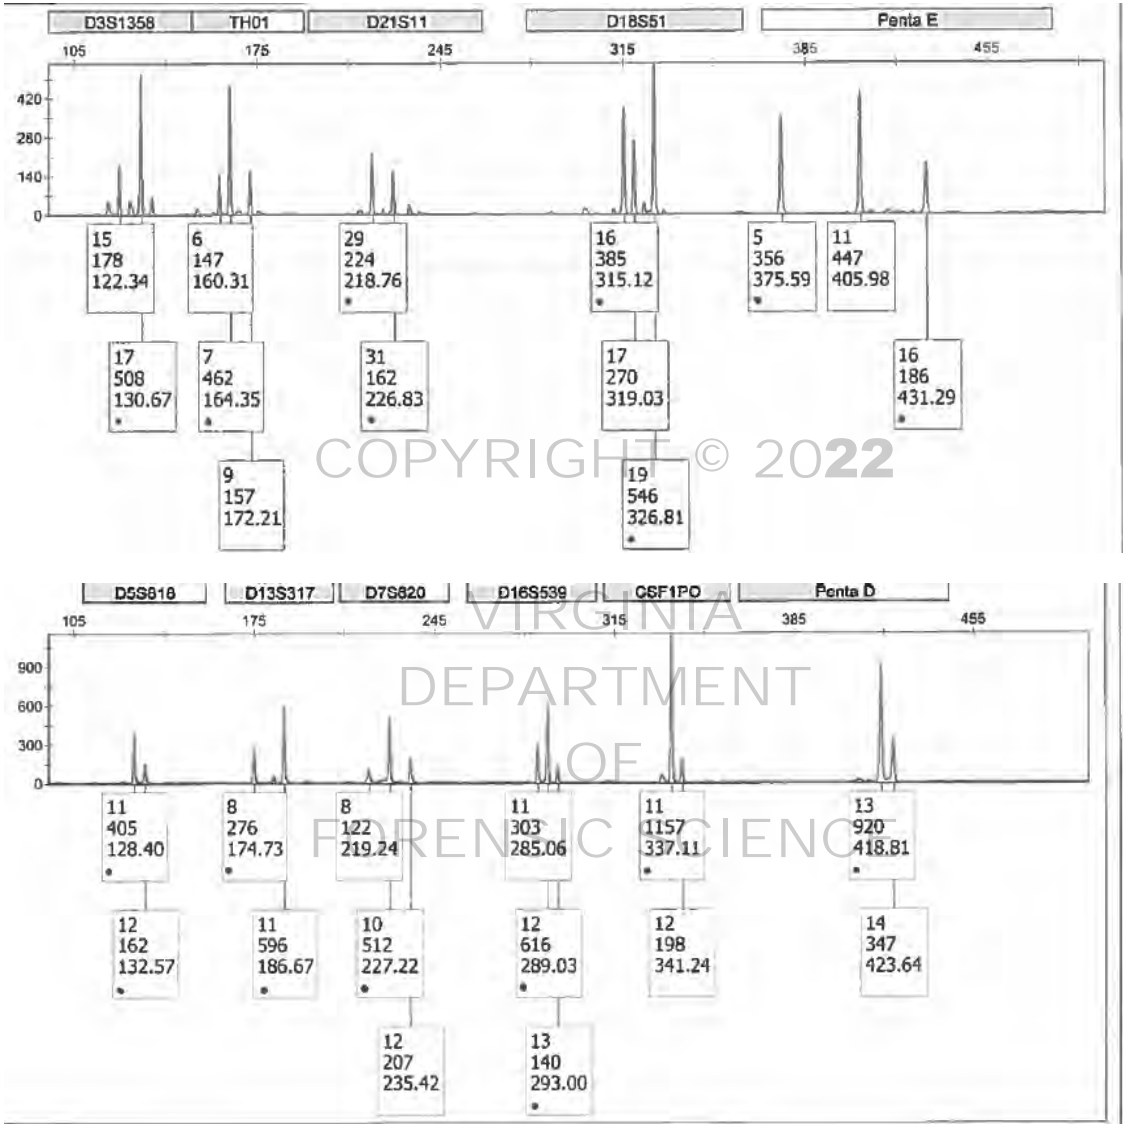 D3S1358 TH01 D21S11 D18S51 Penta E
105 175 245 315 385 455
420
280
140
0
15 6 29 16 5 11
178 147 224 385 356 447
122.34 160.31 218.76 315.12 375.59 405.98
17 7 31 17 16
508 462 162 270 186
130.67 164.35 226.83 319.03 431.29
COPYRIGHT © 2022
9 19
157 546
172.21 326.81
D5S818 D13S317 D7S820 D16S539 CSF1PO Penta D
VIRGINIA
105 175 245 315 385 455
900
DEPARTMENT
600
300
OF
0
11 8 8 11 11 13
405 276 122 303 1157 920
128.40 174.73 219.24 285.06 337.11 418.81
FORENSIC SCIENCE
12 11 10 12 12 14
162 596 512 616 198 347
132.57 186.67 227.22 289.03 341.24 423.64
12 13
207 140
235.42 293.00